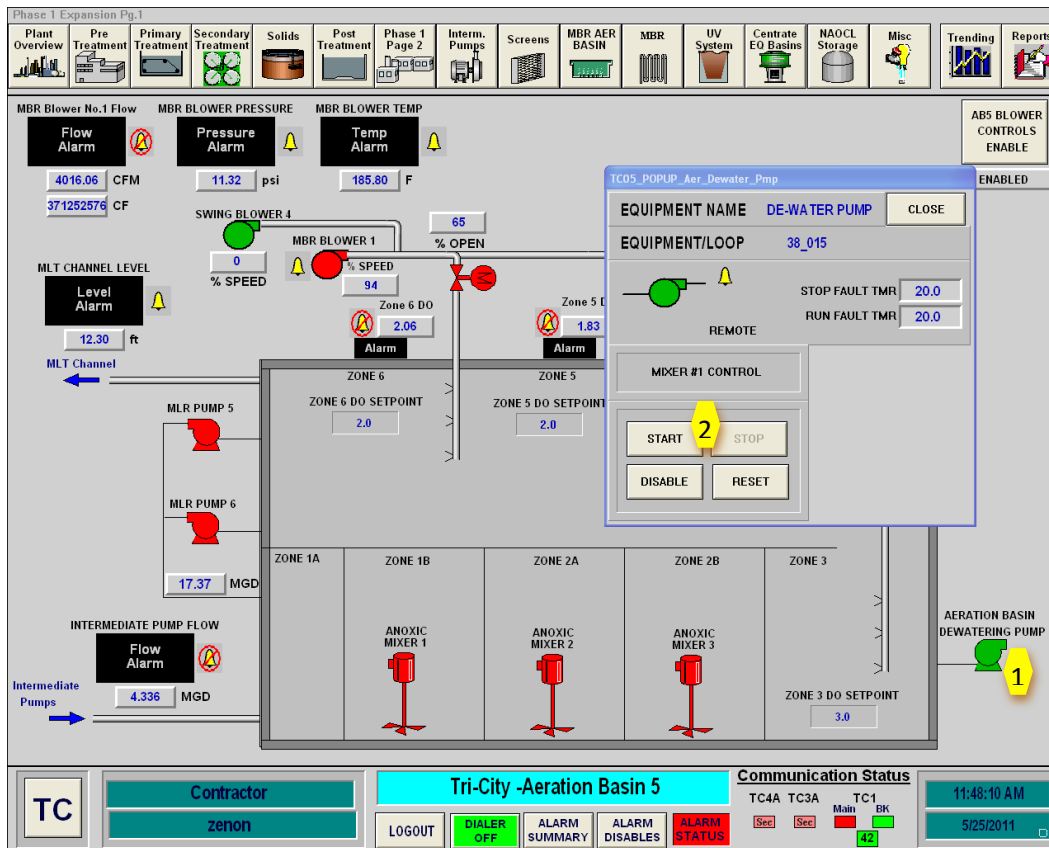 Phase 1 Expansion Pg.1
Plant Overview
Pre Treatment
Primary Treatment
Secondary Treatment
Solids
Post Treatment
Phase 1 Page 2
Interm. Pumps
Screens
MBR AER BASIN
MBR
UV System
Centrate EQ Basins
NAOCL Storage
Misc
Trending
Reports
MBR Blower No.1 Flow
MBR BLOWER PRESSURE
MBR BLOWER TEMP
Flow Alarm
Pressure Alarm
Temp Alarm
4016.06 CFM
11.32 psi
185.80 F
371252576 CF
AB5 BLOWER CONTROLS ENABLE
ENABLED
SWING BLOWER 4
0
% SPEED
MBR BLOWER 1
% SPEED
94
65
% OPEN
M
MLT CHANNEL LEVEL
Level Alarm
12.30 ft
MLT Channel
Zone 6 DO
2.06
Alarm
Zone 5 D
1.83
Alarm
ZONE 6
ZONE 5
ZONE 6 DO SETPOINT
2.0
ZONE 5 DO SETPOINT
2.0
TC05_POPUP_Aer_Dewater_Pmp
EQUIPMENT NAME DE-WATER PUMP
CLOSE
EQUIPMENT/LOOP 38_015
STOP FAULT TMR 20.0
RUN FAULT TMR 20.0
REMOTE
MIXER #1 CONTROL
START
2
STOP
DISABLE
RESET
MLR PUMP 5
MLR PUMP 6
17.37 MGD
ZONE 1A
ZONE 1B
ZONE 2A
ZONE 2B
ZONE 3
INTERMEDIATE PUMP FLOW
Flow Alarm
4.336 MGD
Intermediate Pumps
ANOXIC MIXER 1
ANOXIC MIXER 2
ANOXIC MIXER 3
ZONE 3 DO SETPOINT
3.0
AERATION BASIN DEWATERING PUMP
1
TC
Contractor
zenon
Tri-City -Aeration Basin 5
LOGOUT
DIALER OFF
ALARM SUMMARY
ALARM DISABLES
ALARM STATUS
Communication Status
TC4A TC3A TC1
Main BK
Sec Sec
42
11:48:10 AM
5/25/2011